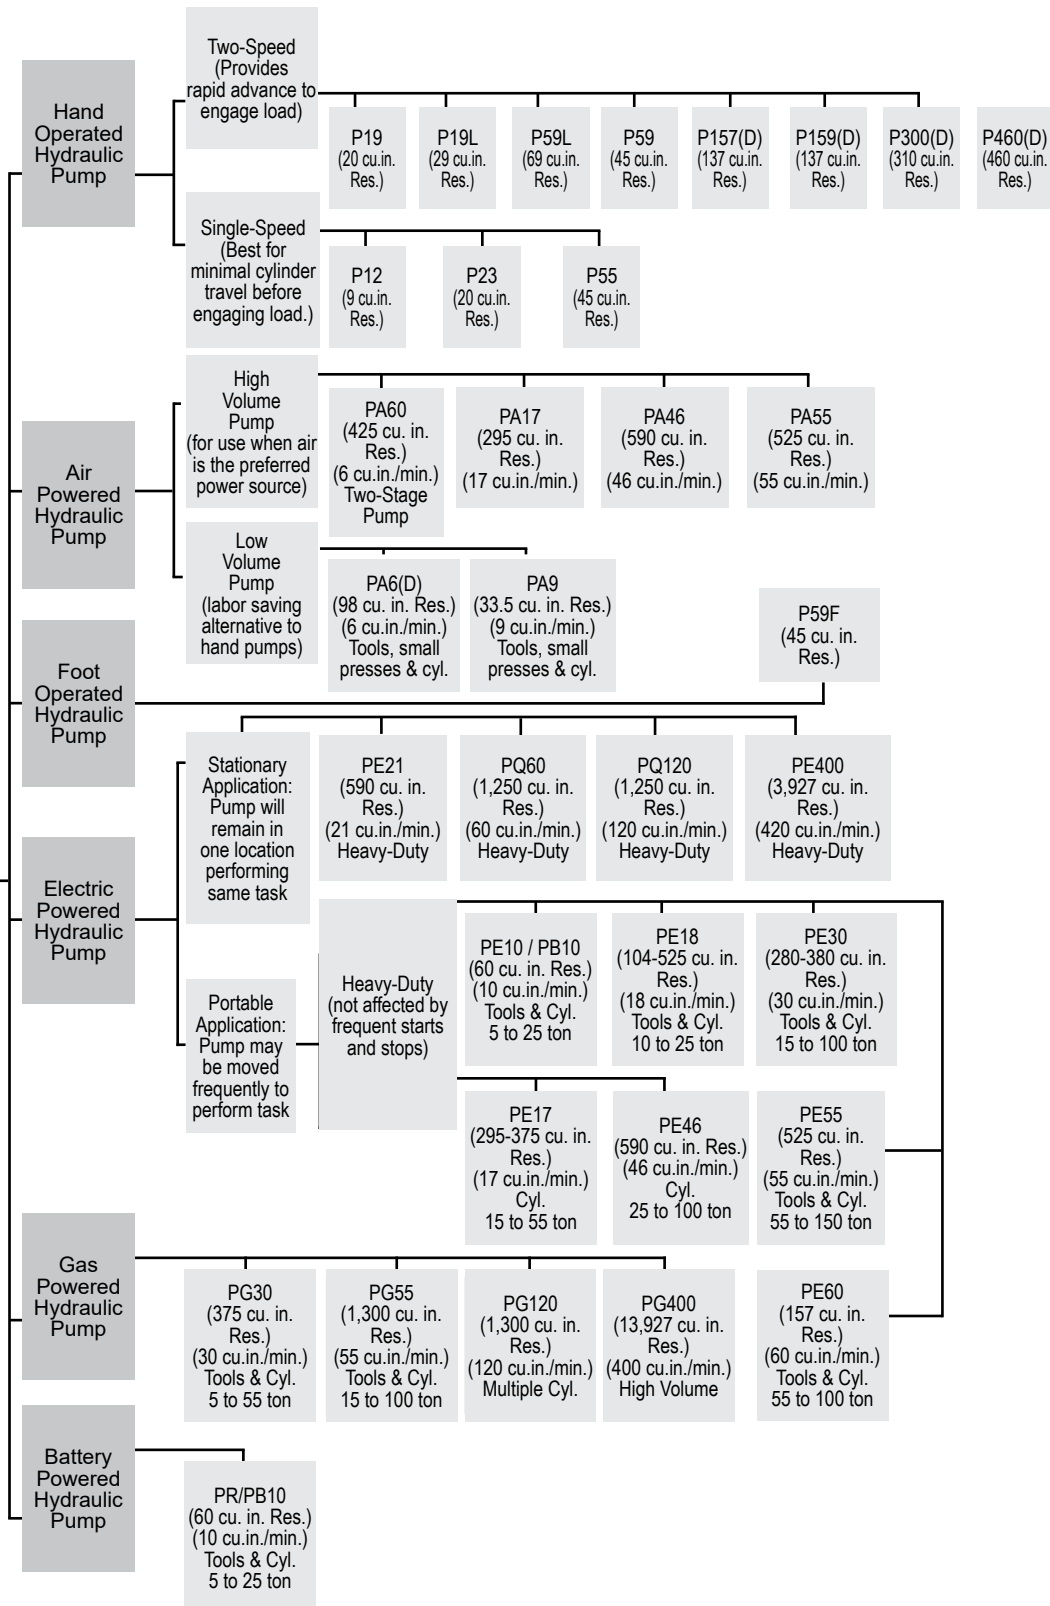 Hand
Operated
Hydraulic
Pump
Two-Speed
(Provides
rapid advance to
engage load)
P19
(20 cu.in.
Res.)
P19L
(29 cu.in.
Res.)
P59L
(69 cu.in.
Res.)
P59
(45 cu.in.
Res.)
P157(D)
(137 cu.in.
Res.)
P159(D)
(137 cu.in.
Res.)
P300(D)
(310 cu.in.
Res.)
P460(D)
(460 cu.in.
Res.)
Single-Speed
(Best for
minimal cylinder
travel before
engaging load.)
P12
(9 cu.in.
Res.)
P23
(20 cu.in.
Res.)
P55
(45 cu.in.
Res.)
Air
Powered
Hydraulic
Pump
High
Volume
Pump
(for use when air
is the preferred
power source)
PA60
(425 cu. in.
Res.)
(6 cu.in./min.)
Two-Stage
Pump
PA17
(295 cu. in.
Res.)
(17 cu.in./min.)
PA46
(590 cu. in.
Res.)
(46 cu.in./min.)
PA55
(525 cu. in.
Res.)
(55 cu.in./min.)
Low
Volume
Pump
(labor saving
alternative to
hand pumps)
PA6(D)
(98 cu. in. Res.)
(6 cu.in./min.)
Tools, small
presses & cyl.
PA9
(33.5 cu. in. Res.)
(9 cu.in./min.)
Tools, small
presses & cyl.
Foot
Operated
Hydraulic
Pump
P59F
(45 cu. in.
Res.)
Electric
Powered
Hydraulic
Pump
Stationary
Application:
Pump will
remain in
one location
performing
same task
PE21
(590 cu. in.
Res.)
(21 cu.in./min.)
Heavy-Duty
PQ60
(1,250 cu. in.
Res.)
(60 cu.in./min.)
Heavy-Duty
PQ120
(1,250 cu. in.
Res.)
(120 cu.in./min.)
Heavy-Duty
PE400
(3,927 cu. in.
Res.)
(420 cu.in./min.)
Heavy-Duty
Portable
Application:
Pump may
be moved
frequently to
perform task
Heavy-Duty
(not affected by
frequent starts
and stops)
PE10 / PB10
(60 cu. in. Res.)
(10 cu.in./min.)
Tools & Cyl.
5 to 25 ton
PE18
(104-525 cu. in.
Res.)
(18 cu.in./min.)
Tools & Cyl.
10 to 25 ton
PE30
(280-380 cu. in.
Res.)
(30 cu.in./min.)
Tools & Cyl.
15 to 100 ton
PE17
(295-375 cu. in.
Res.)
(17 cu.in./min.)
Cyl.
15 to 55 ton
PE46
(590 cu. in. Res.)
(46 cu.in./min.)
Cyl.
25 to 100 ton
PE55
(525 cu. in.
Res.)
(55 cu.in./min.)
Tools & Cyl.
55 to 150 ton
PE60
(157 cu. in.
Res.)
(60 cu.in./min.)
Tools & Cyl.
55 to 100 ton
Gas
Powered
Hydraulic
Pump
PG30
(375 cu. in.
Res.)
(30 cu.in./min.)
Tools & Cyl.
5 to 55 ton
PG55
(1,300 cu. in.
Res.)
(55 cu.in./min.)
Tools & Cyl.
15 to 100 ton
PG120
(1,300 cu. in.
Res.)
(120 cu.in./min.)
Multiple Cyl.
PG400
(13,927 cu. in.
Res.)
(400 cu.in./min.)
High Volume
Battery
Powered
Hydraulic
Pump
PR/PB10
(60 cu. in. Res.)
(10 cu.in./min.)
Tools & Cyl.
5 to 25 ton